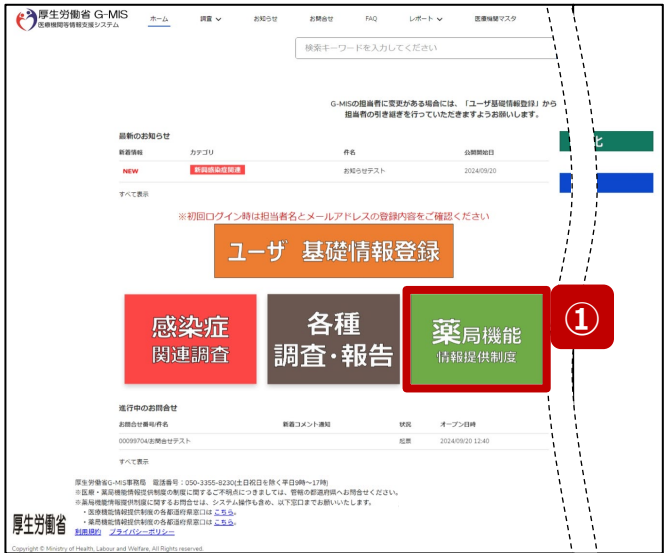 厚生労働省 G-MIS
医療機関等情報支援システム
ホーム 調査 お知らせ お問合せ FAQ レポート 医療機関マスタ
検索キーワードを入力してください
G-MISの担当者に変更がある場合には、「ユーザ基礎情報登録」から
担当者の引き継ぎを行っていただきますようお願いします。
最新のお知らせ
新着情報 カテゴリ 件名 公開開始日
NEW 新興感染症関連 お知らせテスト 2024/09/20
すべて表示
化
※初回ログイン時は担当者名とメールアドレスの登録内容をご確認ください
ユーザ 基礎情報登録
感染症
関連調査
各種
調査・報告
薬局機能
情報提供制度
①
進行中のお問合せ
お問合せ番号/件名 新着コメント通知 状況 オープン日時
00099704/お問合せテスト 起票 2024/09/20 12:40
すべて表示
厚生労働省G-MIS事務局 電話番号：050-3355-8230(土日祝日を除く平日9時～17時)
※医療・薬局機能情報提供制度の制度に関するご不明点につきましては、管轄の都道府県へお問合せください。
※薬局機能情報提供制度に関するお問合せは、システム操作も含め、以下窓口までお願いいたします。
・医療機能情報提供制度の各都道府県窓口は こちら。
・薬局機能情報提供制度の各都道府県窓口は こちら。
厚生労働省
利用規約 プライバシーポリシー
Copyright © Ministry of Health, Labour and Welfare, All Rights reserved.